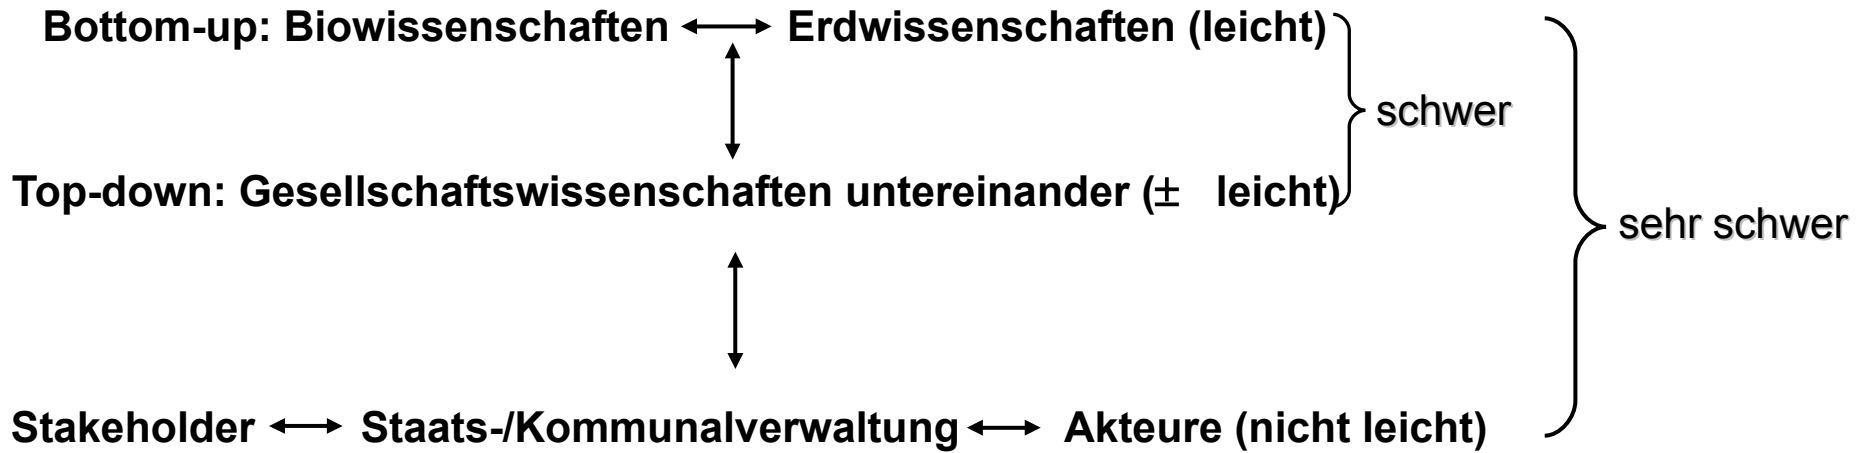 Bottom-up: Biowissenschaften ↔ Erdwissenschaften (leicht)
schwer
Top-down: Gesellschaftswissenschaften untereinander (± leicht)
sehr schwer
Stakeholder ↔ Staats-/Kommunalverwaltung ↔ Akteure (nicht leicht)